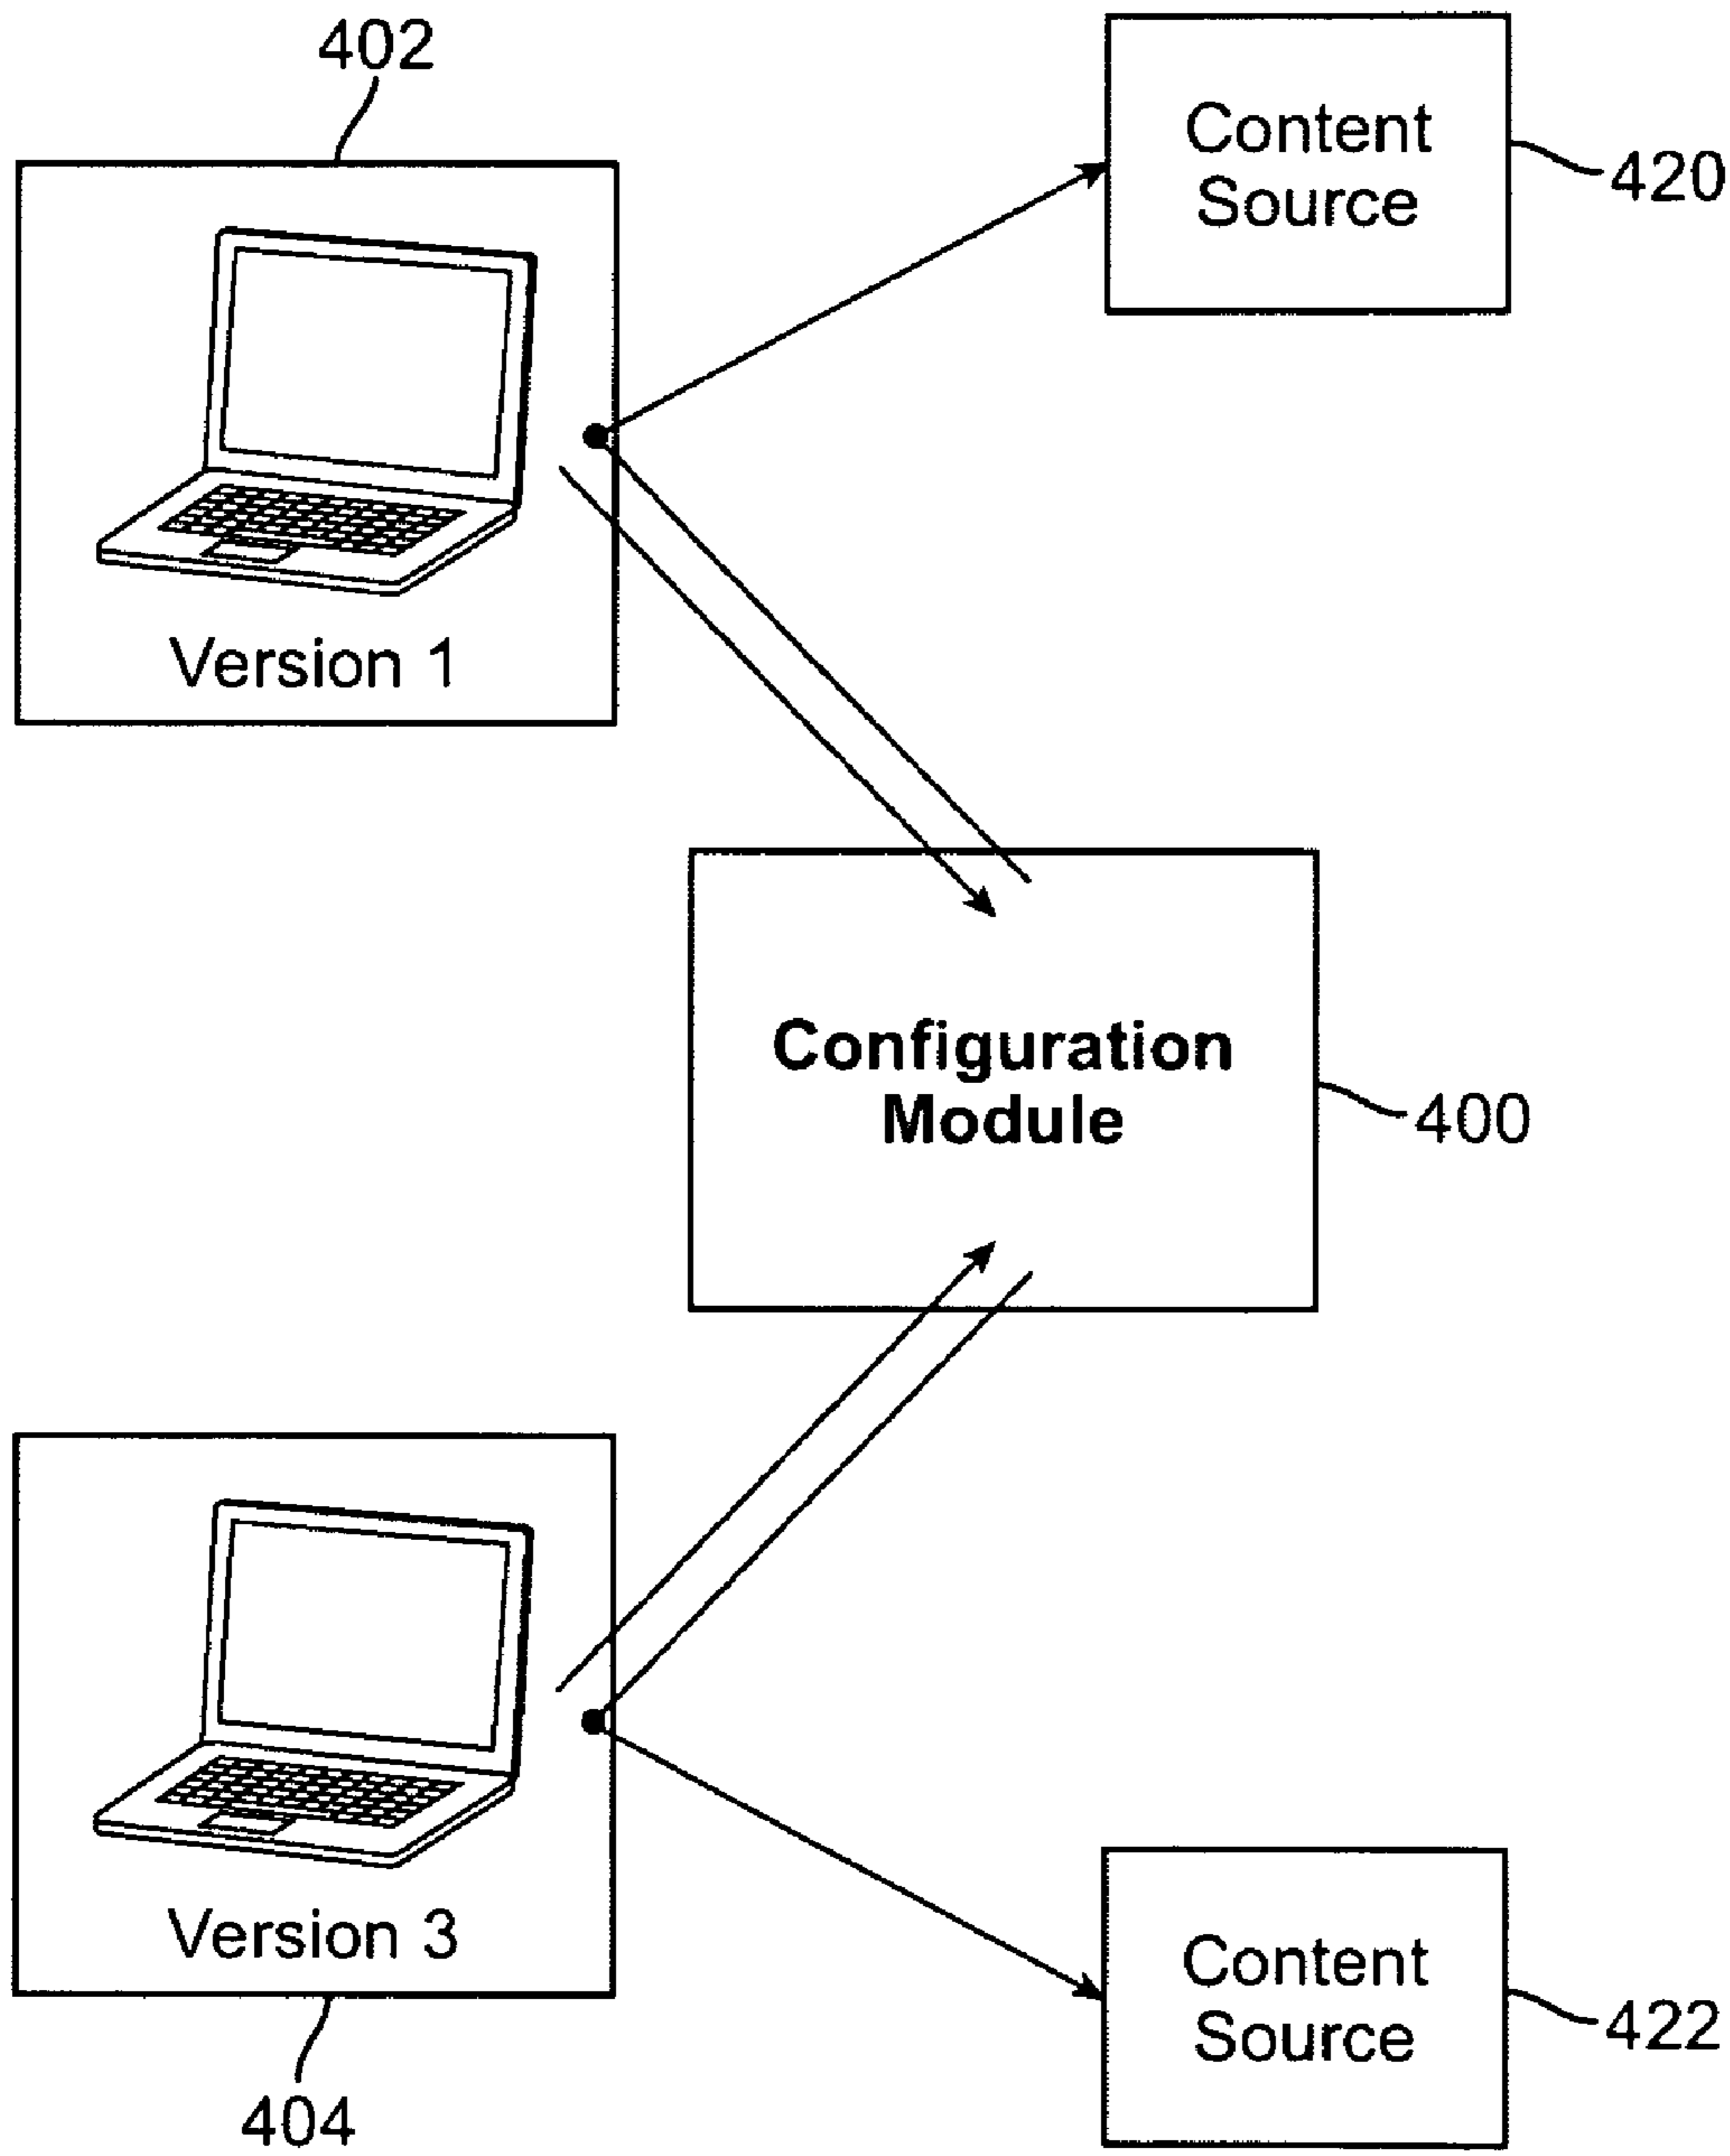 402
Content
Source
420
Version 1
Configuration
Module
400
Version 3
404
Content
Source
422